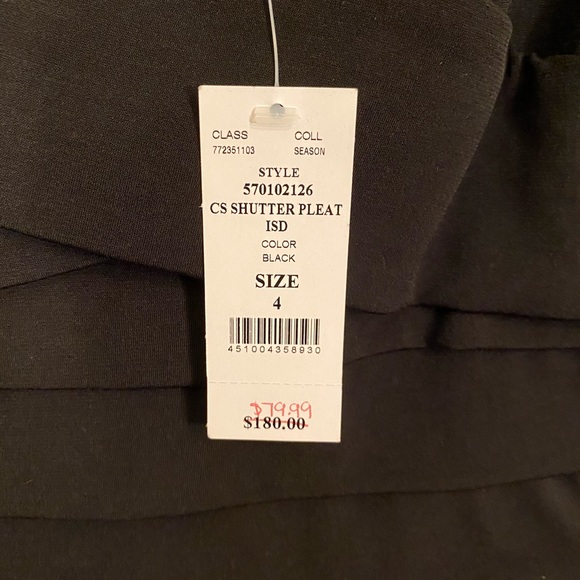 CLASS COLL
772351103 SEASON
STYLE
570102126
CS SHUTTER PLEAT
ISD
COLOR
BLACK
SIZE
4
451004358930
$79.99
$180.00